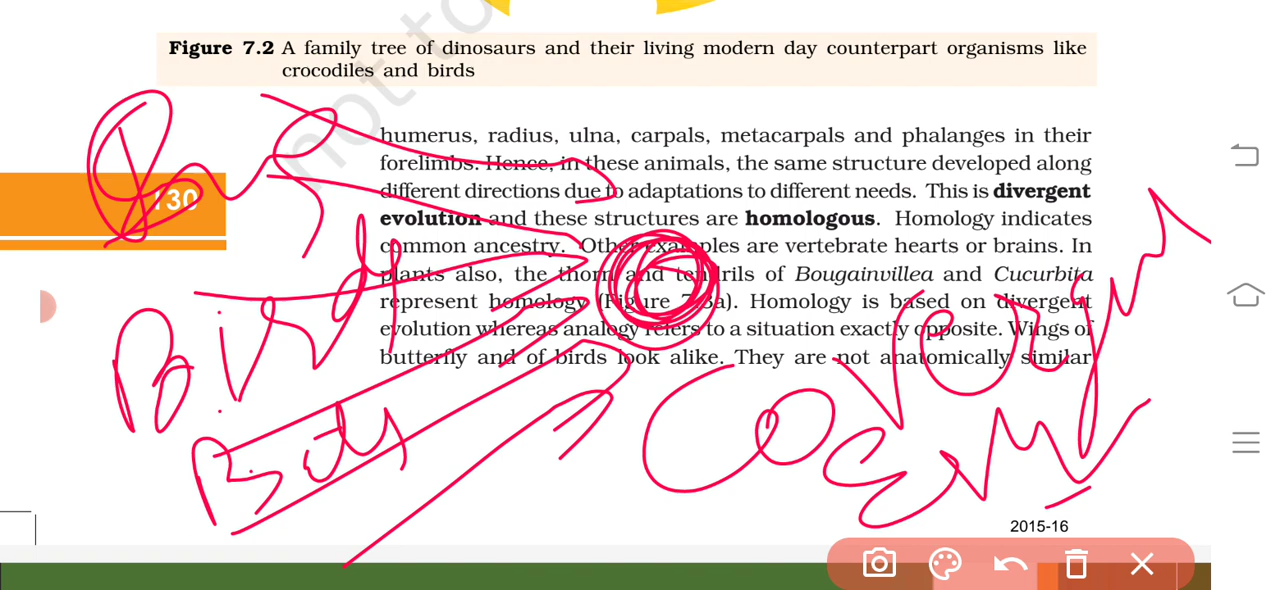 not to
Figure 7.2 A family tree of dinosaurs and their living modern day counterpart organisms like
crocodiles and birds
130
humerus, radius, ulna, carpals, metacarpals and phalanges in their
forelimbs. Hence, in these animals, the same structure developed along
different directions due to adaptations to different needs. This is divergent
evolution and these structures are homologous. Homology indicates
common ancestry. Other examples are vertebrate hearts or brains. In
plants also, the thorn and tendrils of Bougainvillea and Cucurbita
represent homology (Figure 7.3a). Homology is based on divergent
evolution whereas analogy refers to a situation exactly opposite. Wings of
butterfly and of birds look alike. They are not anatomically similar
Bird
2015-16